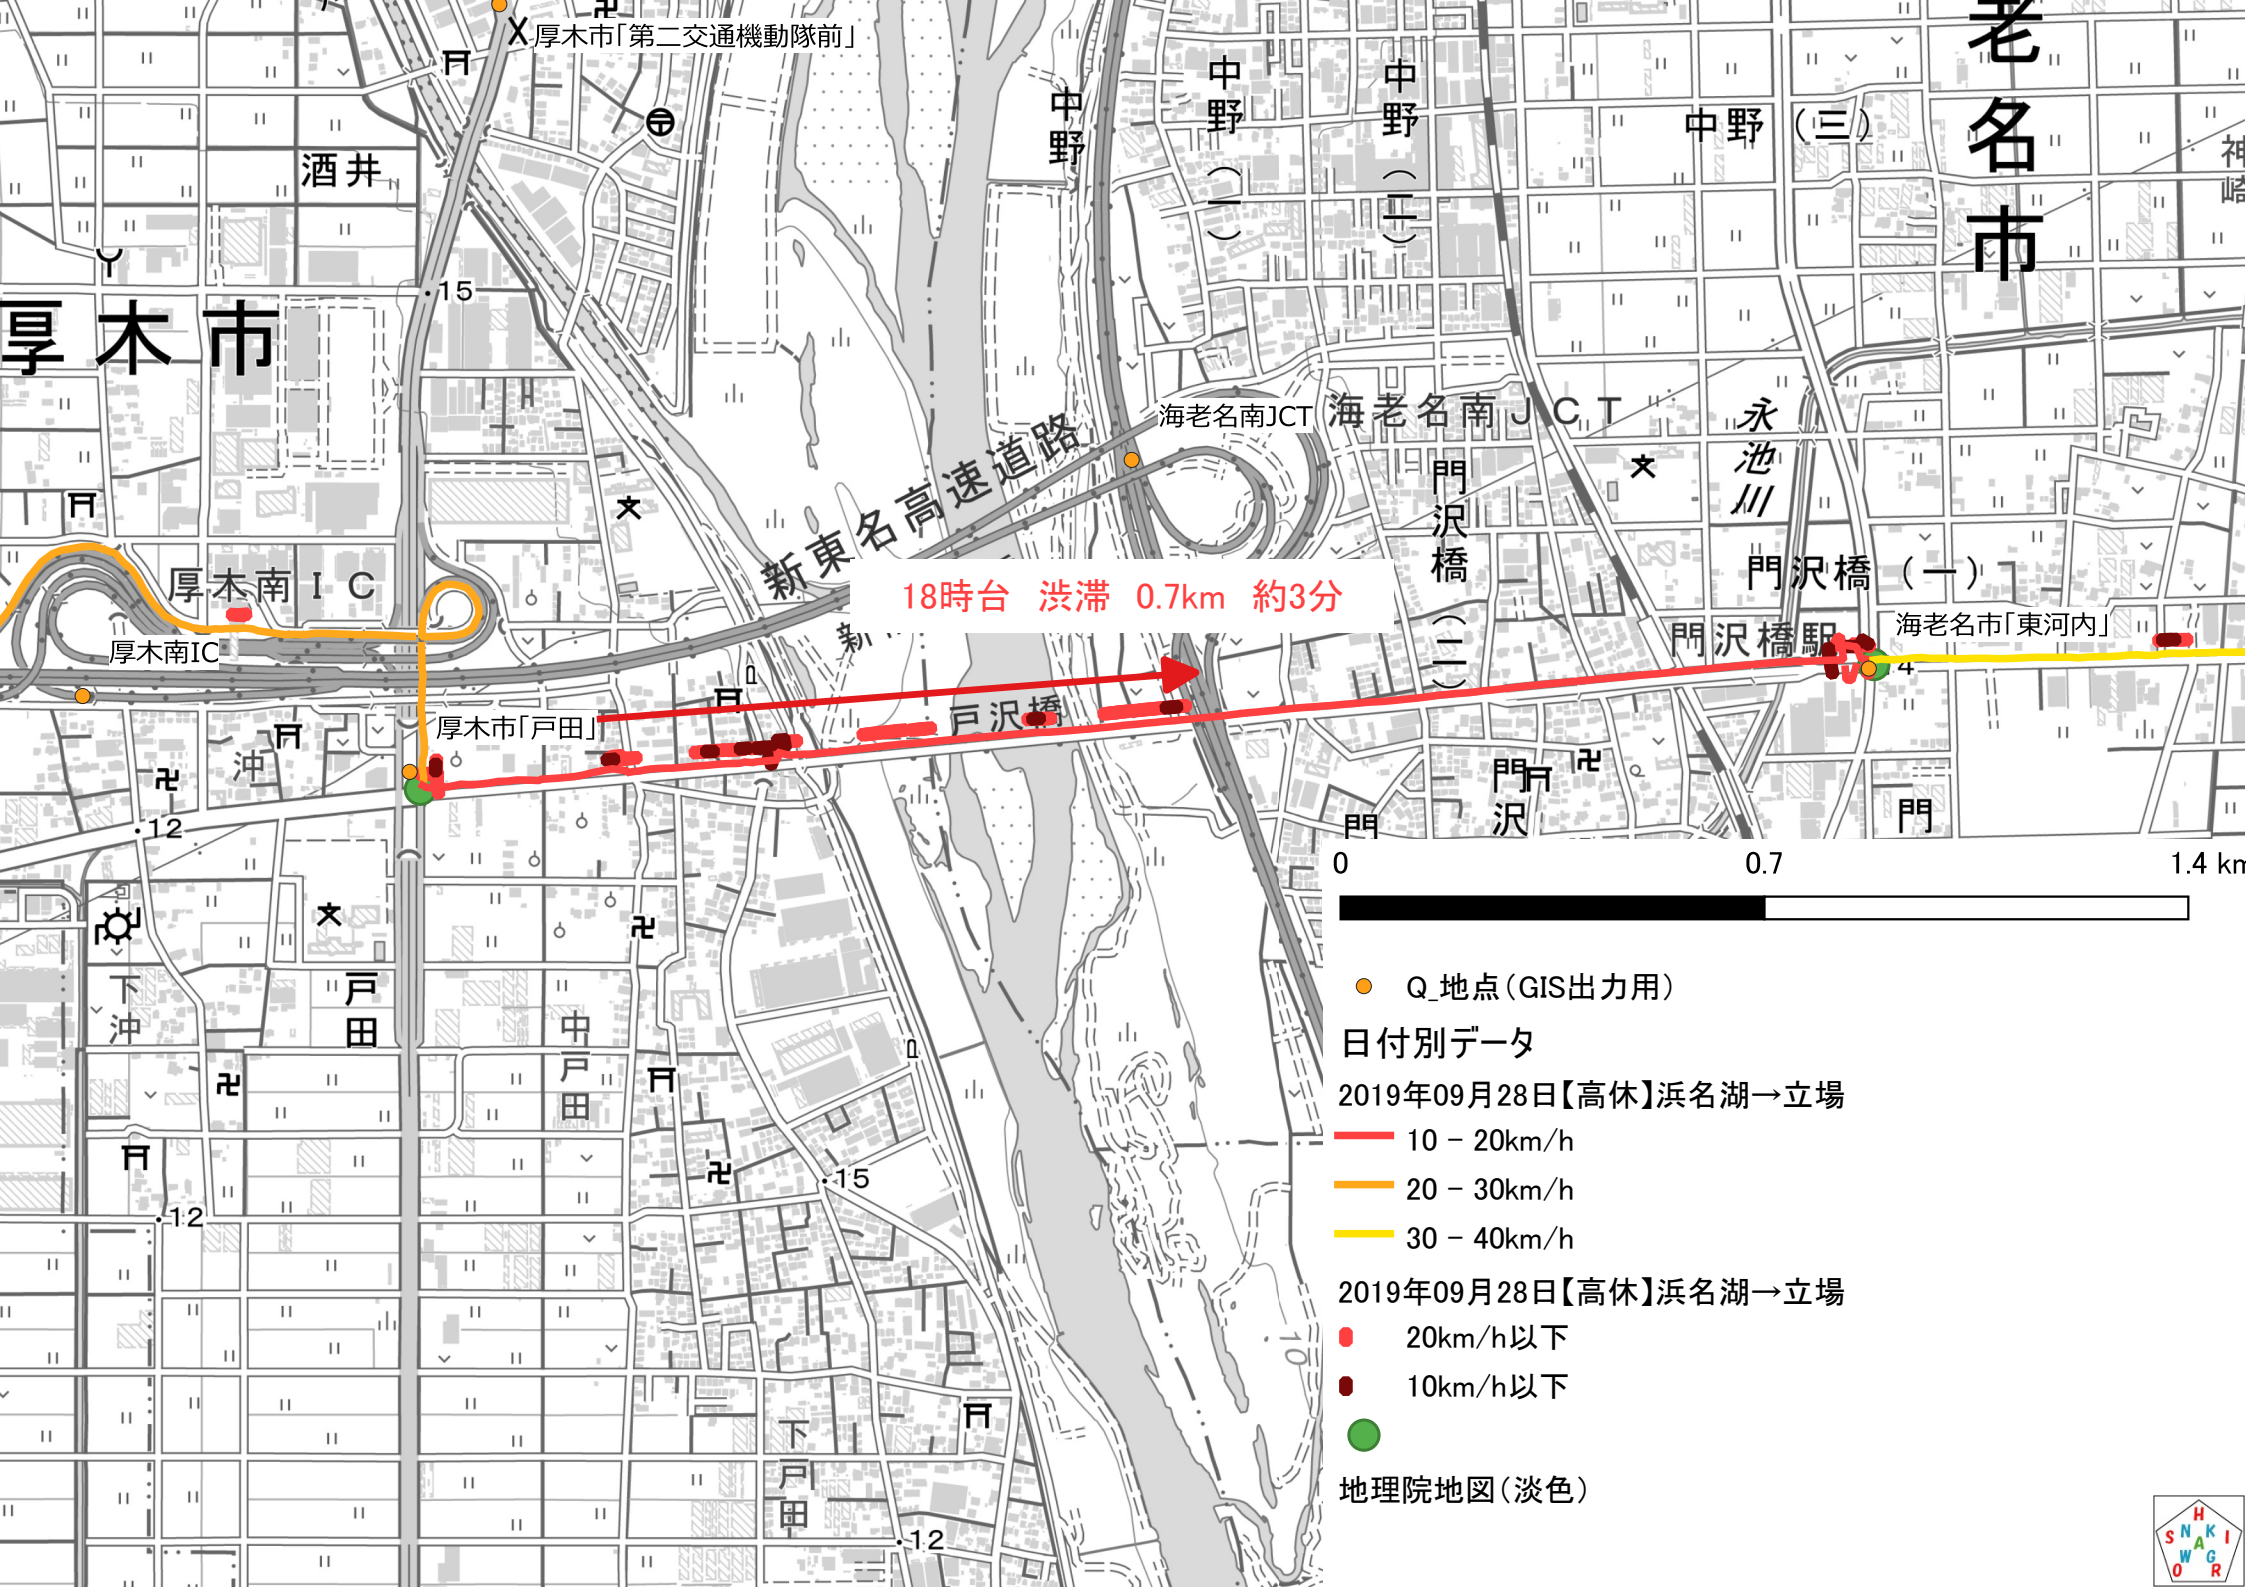 厚木市「第二交通機動隊前」
中野
中野(一)
中野(二)
中野(三)
老名市
神崎
酒井
15
厚木市
海老名南JCT
海老名南JCT
永池川
新東名高速道路
門沢橋(二)
門沢橋(一)
厚木南IC
18時台 渋滞 0.7km 約3分
新
海老名市「東河内」
門沢橋駅
4
厚木南IC
厚木市「戸田」
戸沢橋
沖
門沢
門
門
12
0
0.7
1.4 km
下沖
戸田
中戸田
Q_地点(GIS出力用)
日付別データ
2019年09月28日【高休】浜名湖→立場
10 - 20km/h
20 - 30km/h
30 - 40km/h
2019年09月28日【高休】浜名湖→立場
20km/h以下
10km/h以下
地理院地図(淡色)
15
12
10
下戸田
12
H
S N K I
A
W G
O R